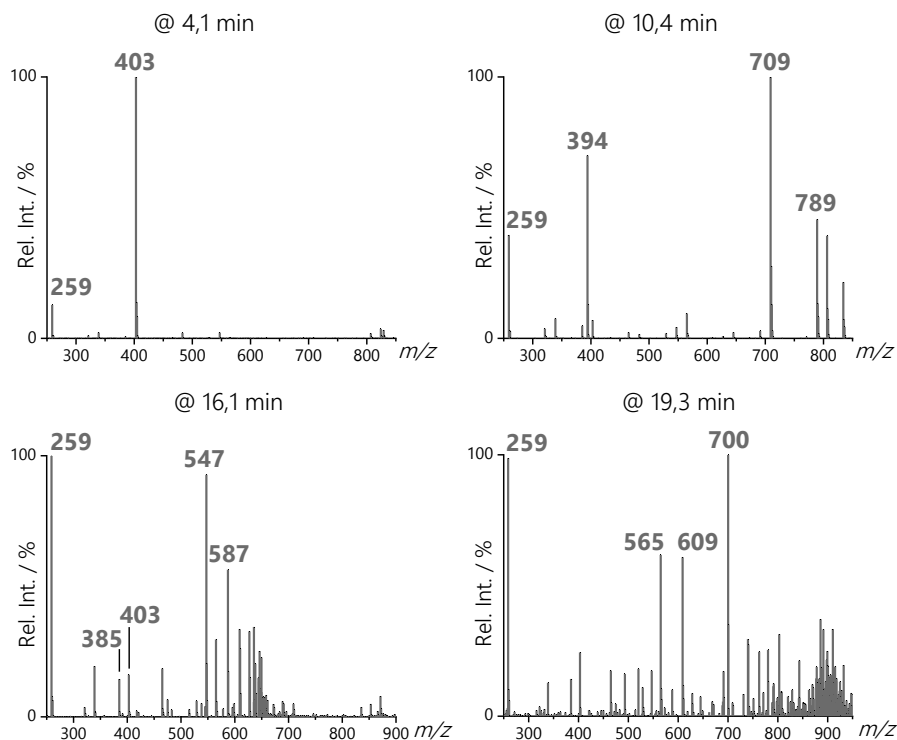 @ 4,1 min
403
100
259
Rel. Int. / %
0
300 400 500 600 700 800 m/z
@ 10,4 min
709
100
394
789
259
Rel. Int. / %
0
300 400 500 600 700 800 m/z
@ 16,1 min
259
100
547
587
403
385
Rel. Int. / %
0
300 400 500 600 700 800 900 m/z
@ 19,3 min
700
259
100
565 609
Rel. Int. / %
0
300 400 500 600 700 800 900 m/z